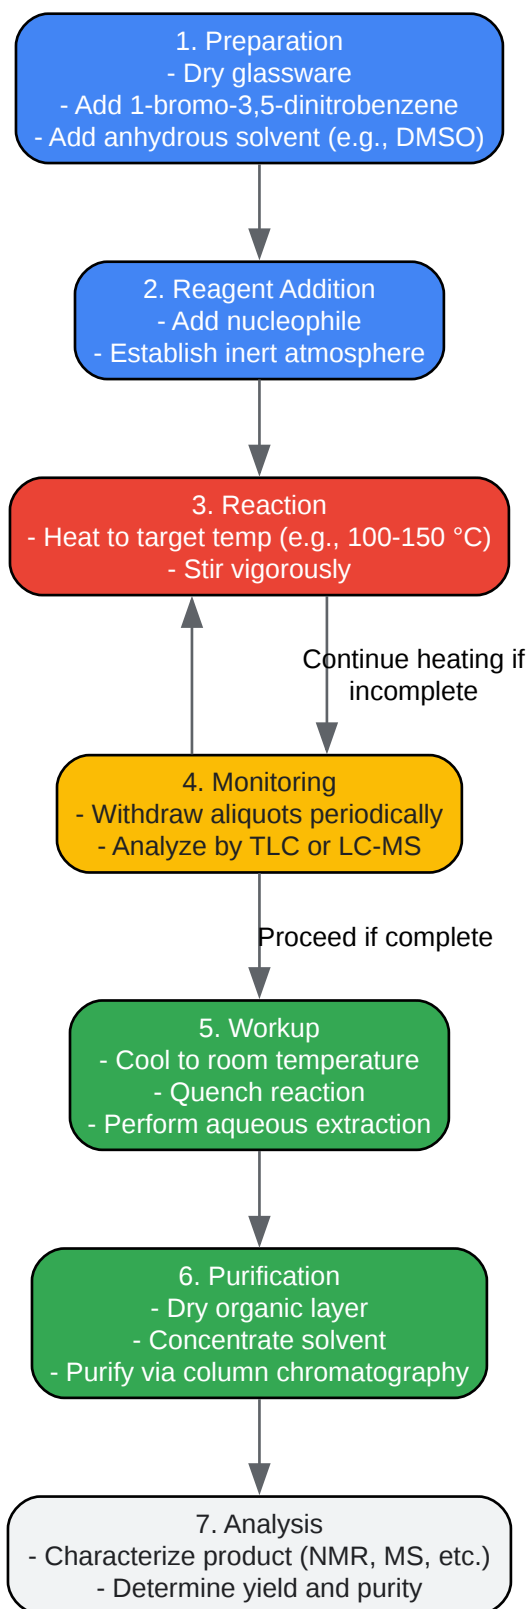 1. Preparation
- Dry glassware
- Add 1-bromo-3,5-dinitrobenzene
- Add anhydrous solvent (e.g., DMSO)
2. Reagent Addition
- Add nucleophile
- Establish inert atmosphere
3. Reaction
- Heat to target temp (e.g., 100-150 °C)
- Stir vigorously
Continue heating if
incomplete
4. Monitoring
- Withdraw aliquots periodically
- Analyze by TLC or LC-MS
Proceed if complete
5. Workup
- Cool to room temperature
- Quench reaction
- Perform aqueous extraction
6. Purification
- Dry organic layer
- Concentrate solvent
- Purify via column chromatography
7. Analysis
- Characterize product (NMR, MS, etc.)
- Determine yield and purity